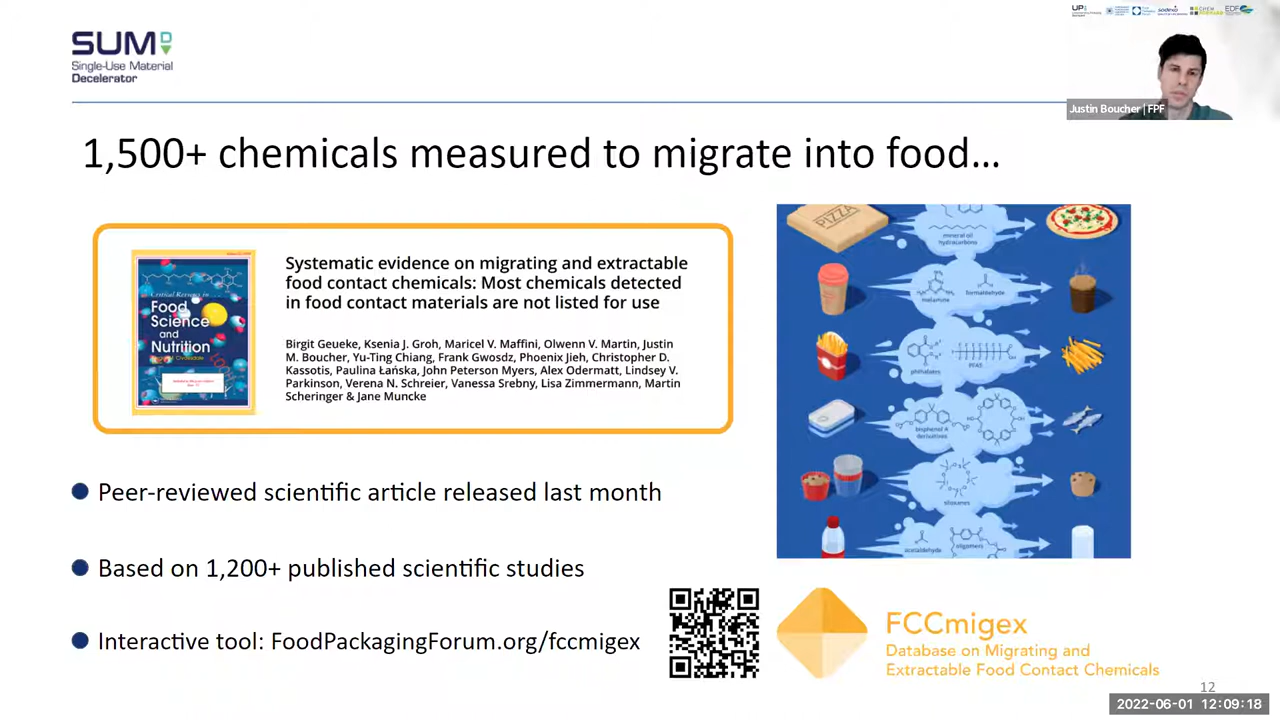 SUMD
Single-Use Material
Decelerator
UP
sodexo
EDF
Justin Boucher | FPF
1,500+ chemicals measured to migrate into food…
Food
Science
and
Nutrition
Systematic evidence on migrating and extractable
food contact chemicals: Most chemicals detected
in food contact materials are not listed for use
Birgit Geueke, Ksenia J. Groh, Maricel V. Maffini, Olwenn V. Martin, Justin
M. Boucher, Yu-Ting Chiang, Frank Gwosdz, Phoenix Jieh, Christopher D.
Kassotis, Paulina Łańska, John Peterson Myers, Alex Odermatt, Lindsey V.
Parkinson, Verena N. Schreier, Vanessa Srebny, Lisa Zimmermann, Martin
Scheringer & Jane Muncke
PIZZA
mineral oil
hydrocarbons
melamine
formaldehyde
phthalates
PFAS
bisphenol A
derivatives
siloxanes
acetaldehyde
oligomers
Peer-reviewed scientific article released last month
Based on 1,200+ published scientific studies
Interactive tool: FoodPackagingForum.org/fccmigex
FCCmigex
Database on Migrating and
Extractable Food Contact Chemicals
12
2022-06-01 12:09:18